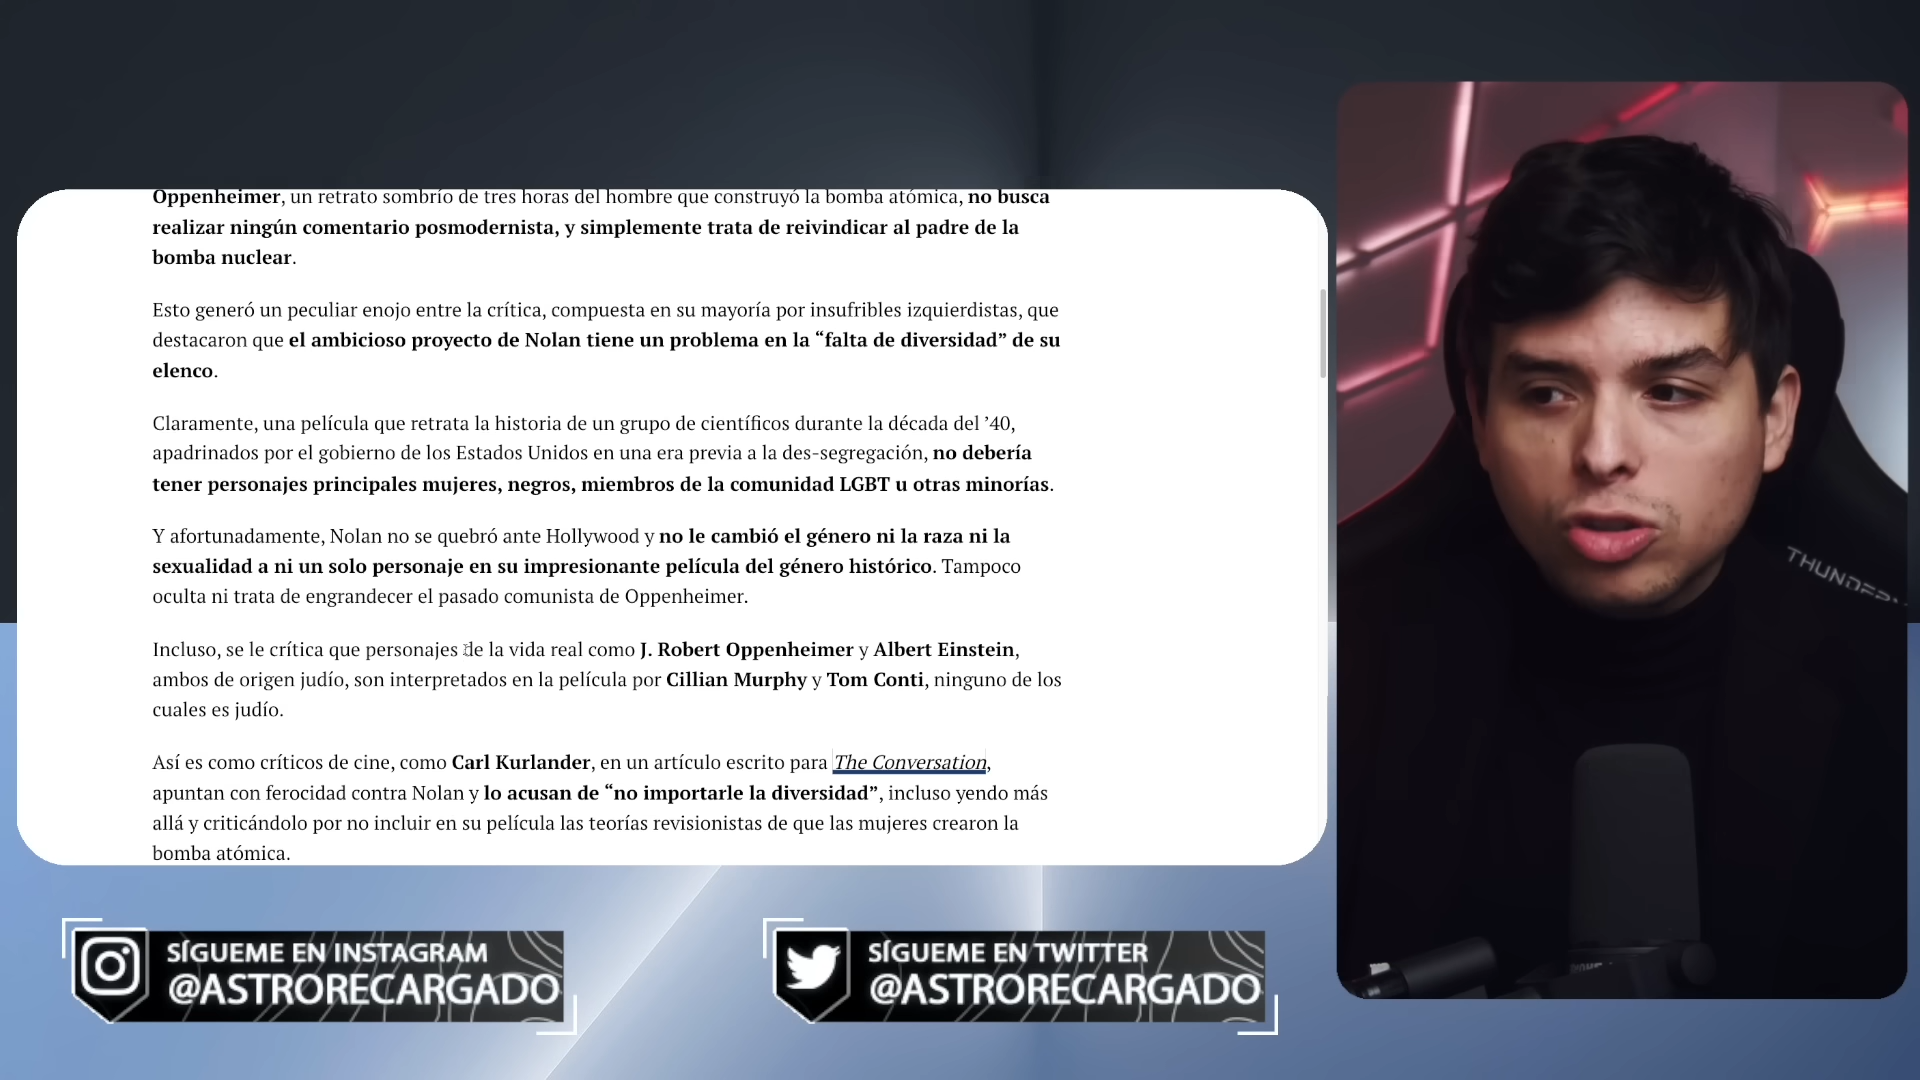 Oppenheimer, un retrato sombrío de tres horas del hombre que construyó la bomba atómica, no busca
realizar ningún comentario posmodernista, y simplemente trata de reivindicar al padre de la
bomba nuclear.
Esto generó un peculiar enojo entre la crítica, compuesta en su mayoría por insufribles izquierdistas, que
destacaron que el ambicioso proyecto de Nolan tiene un problema en la “falta de diversidad” de su
elenco.
Claramente, una película que retrata la historia de un grupo de científicos durante la década del ’40,
apadrinados por el gobierno de los Estados Unidos en una era previa a la des-segregación, no debería
tener personajes principales mujeres, negros, miembros de la comunidad LGBT u otras minorías.
Y afortunadamente, Nolan no se quebró ante Hollywood y no le cambió el género ni la raza ni la
sexualidad a ni un solo personaje en su impresionante película del género histórico. Tampoco
oculta ni trata de engrandecer el pasado comunista de Oppenheimer.
Incluso, se le crítica que personajes de la vida real como J. Robert Oppenheimer y Albert Einstein,
ambos de origen judío, son interpretados en la película por Cillian Murphy y Tom Conti, ninguno de los
cuales es judío.
Así es como críticos de cine, como Carl Kurlander, en un artículo escrito para The Conversation,
apuntan con ferocidad contra Nolan y lo acusan de “no importarle la diversidad”, incluso yendo más
allá y criticándolo por no incluir en su película las teorías revisionistas de que las mujeres crearon la
bomba atómica.
SÍGUEME EN INSTAGRAM
@ASTRORECARGADO
SÍGUEME EN TWITTER
@ASTRORECARGADO